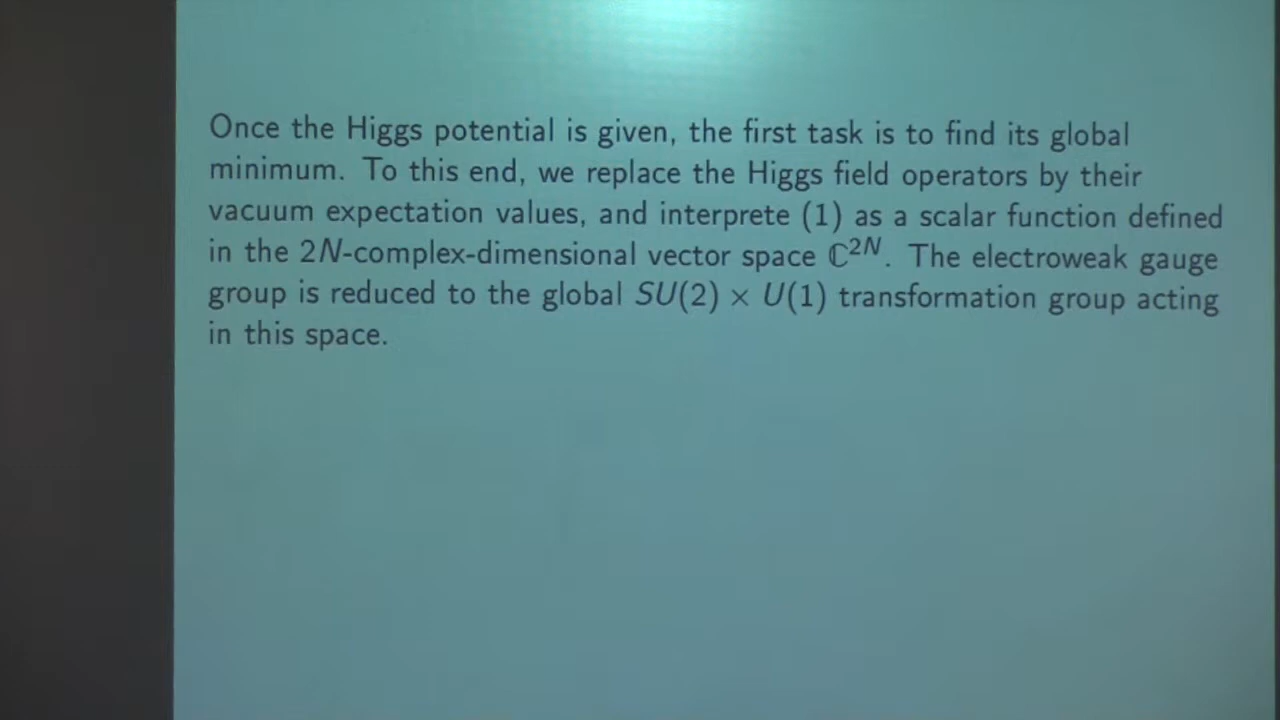 Once the Higgs potential is given, the first task is to find its global
minimum. To this end, we replace the Higgs field operators by their
vacuum expectation values, and interprete (1) as a scalar function defined
in the 2N-complex-dimensional vector space ℂ²ᴺ. The electroweak gauge
group is reduced to the global SU(2) × U(1) transformation group acting
in this space.